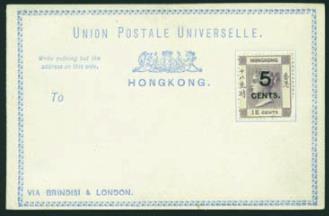 UNION POSTALE UNIVERSELLE.
Write nothing but the
address on this side.
HONGKONG.
To
HONGKONG
5
CENTS.
18 CENTS
VIA BRINDISI & LONDON.